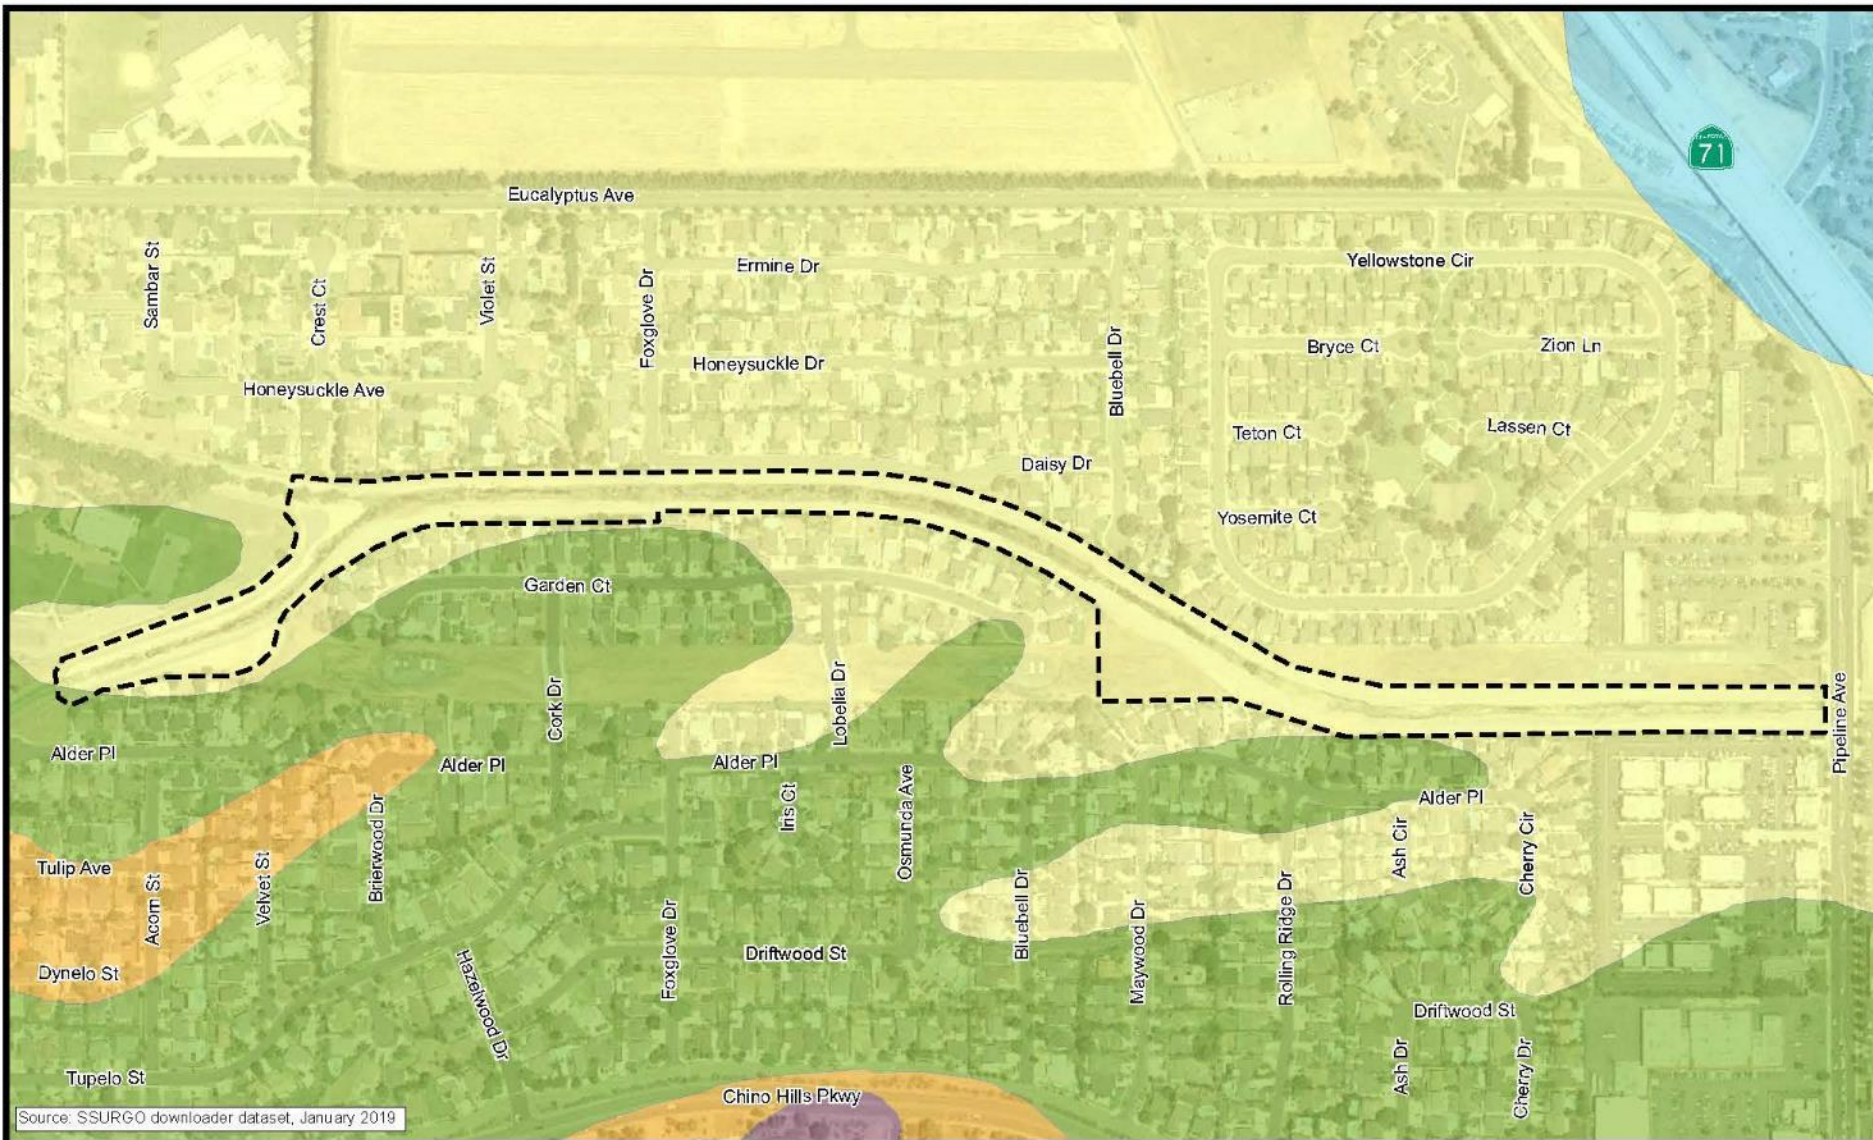 71
Eucalyptus Ave
Sambar St
Crest Ct
Violet St
Foxglove Dr
Ermine Dr
Yellowstone Cir
Honeysuckle Ave
Honeysuckle Dr
Bluebell Dr
Bryce Ct
Zion Ln
Teton Ct
Lassen Ct
Daisy Dr
Yosemite Ct
Garden Ct
Cork Dr
Lobelia Dr
Pipeline Ave
Alder Pl
Alder Pl
Alder Pl
Alder Pl
Iris Ct
Osmunda Ave
Brierwood Dr
Tulip Ave
Acorn St
Velvet St
Ash Cir
Cherry Cir
Bluebell Dr
Maywood Dr
Rolling Ridge Dr
Foxglove Dr
Driftwood St
Dynelo St
Hazelwood Dr
Driftwood St
Tupelo St
Ash Dr
Cherry Dr
Chino Hills Pkwy
Source: SSURGO downloader dataset, January 2019